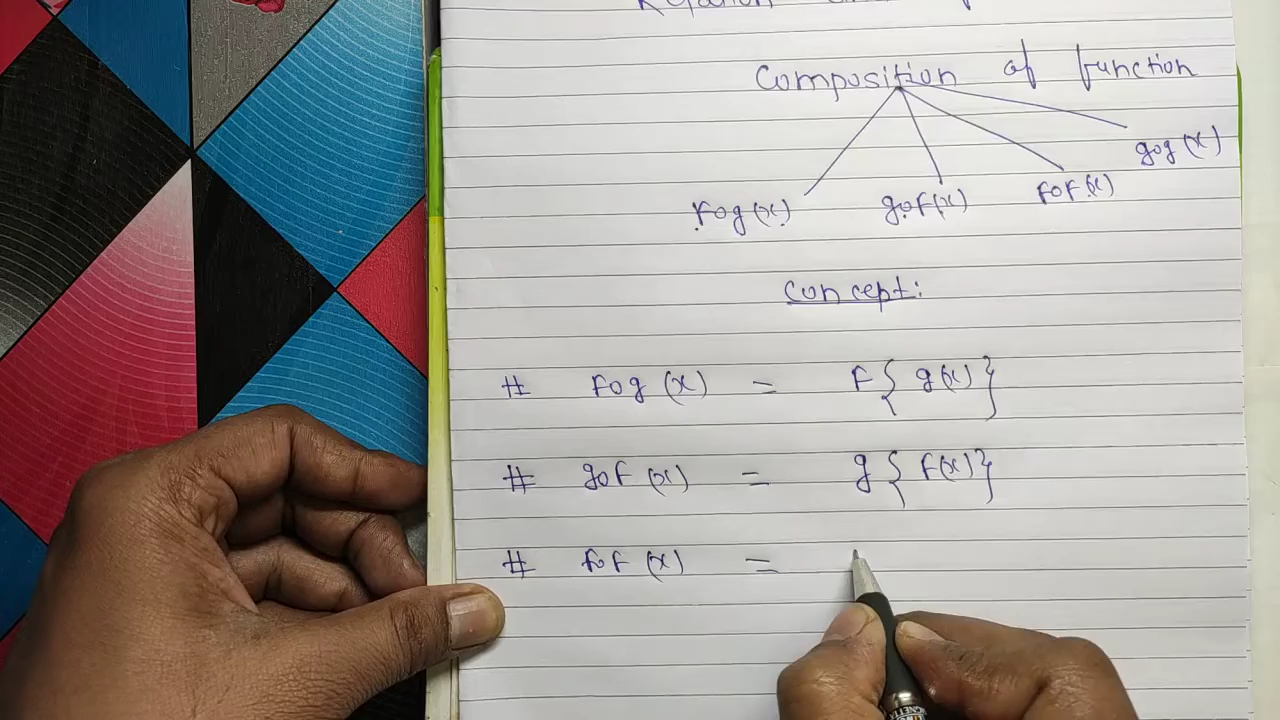 Composition of function
fog(x) gof(x) fof(x) gog(x)
Concept:
# fog(x) = f{g(x)}
# gof(x) = g{f(x)}
# fof(x) =